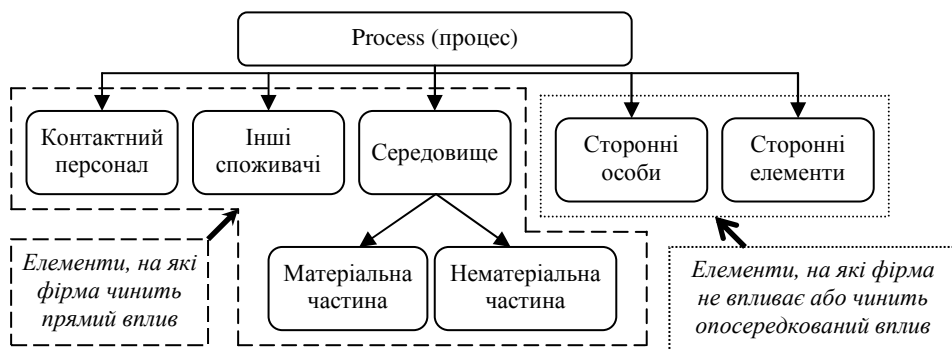 Process (процес)
Контактний
персонал
Інші
споживачі
Середовище
Сторонні
особи
Сторонні
елементи
Елементи, на які
фірма чинить
прямий вплив
Матеріальна
частина
Нематеріальна
частина
Елементи, на які фірма
не впливає або чинить
опосередкований вплив